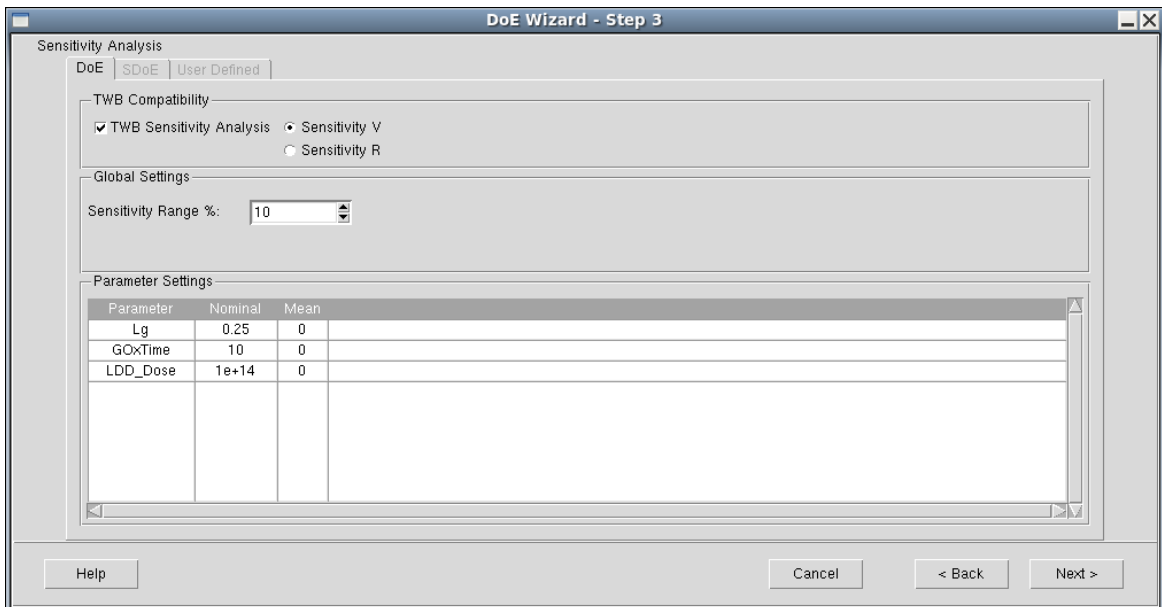 DoE Wizard - Step 3
Sensitivity Analysis
DoE SDoE User Defined
TWB Compatibility
TWB Sensitivity Analysis Sensitivity V
Sensitivity R
Global Settings
Sensitivity Range %: 10
Parameter Settings
Parameter Nominal Mean
Lg 0.25 0
GOxTime 10 0
LDD_Dose 1e+14 0
Help Cancel < Back Next >